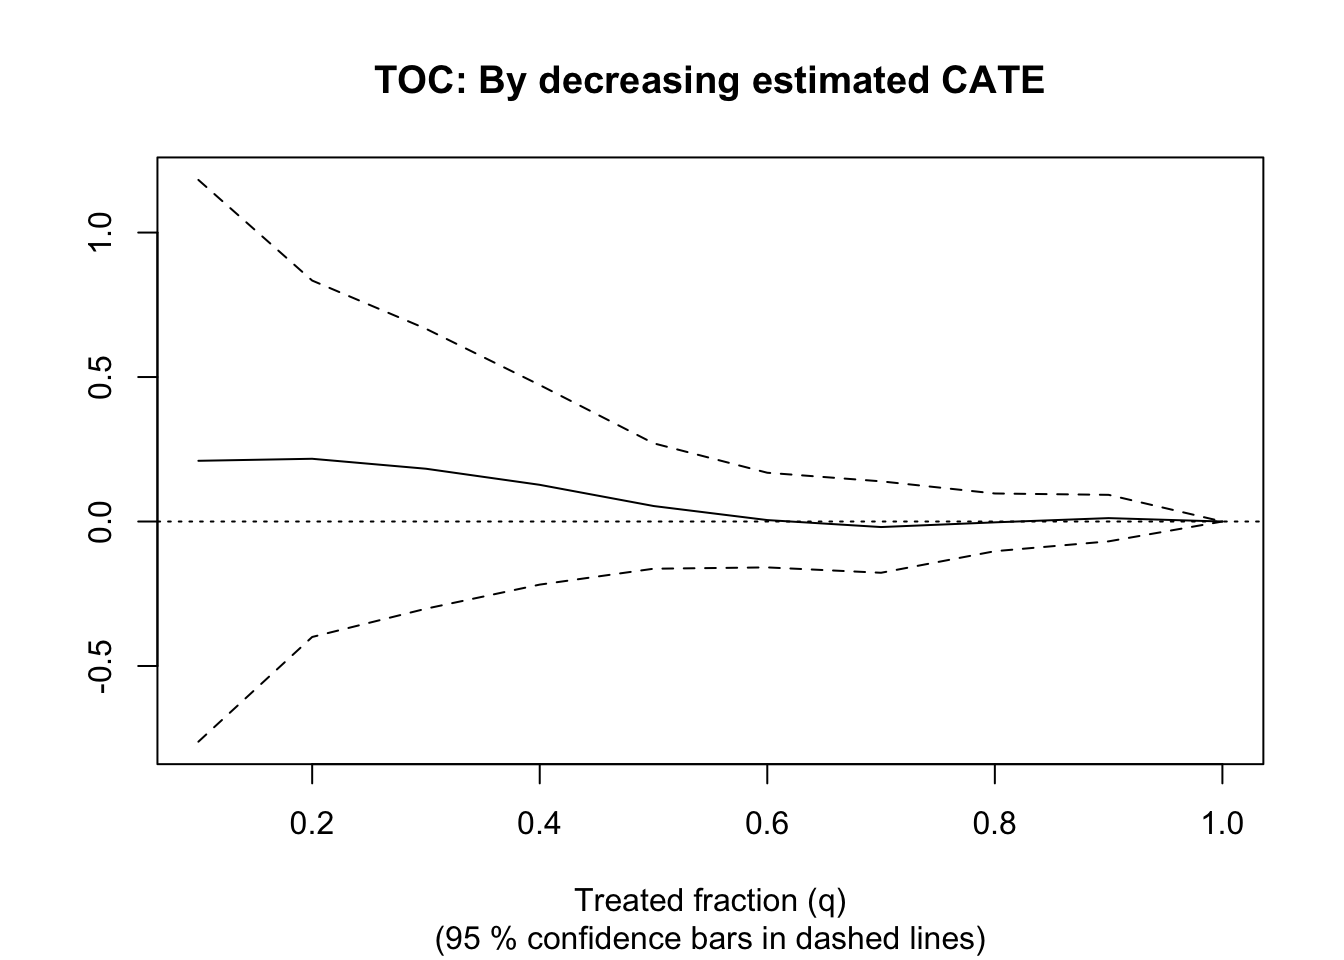 TOC: By decreasing estimated CATE
1.0
0.5
0.0
-0.5
0.2 0.4 0.6 0.8 1.0
Treated fraction (q)
(95 % confidence bars in dashed lines)